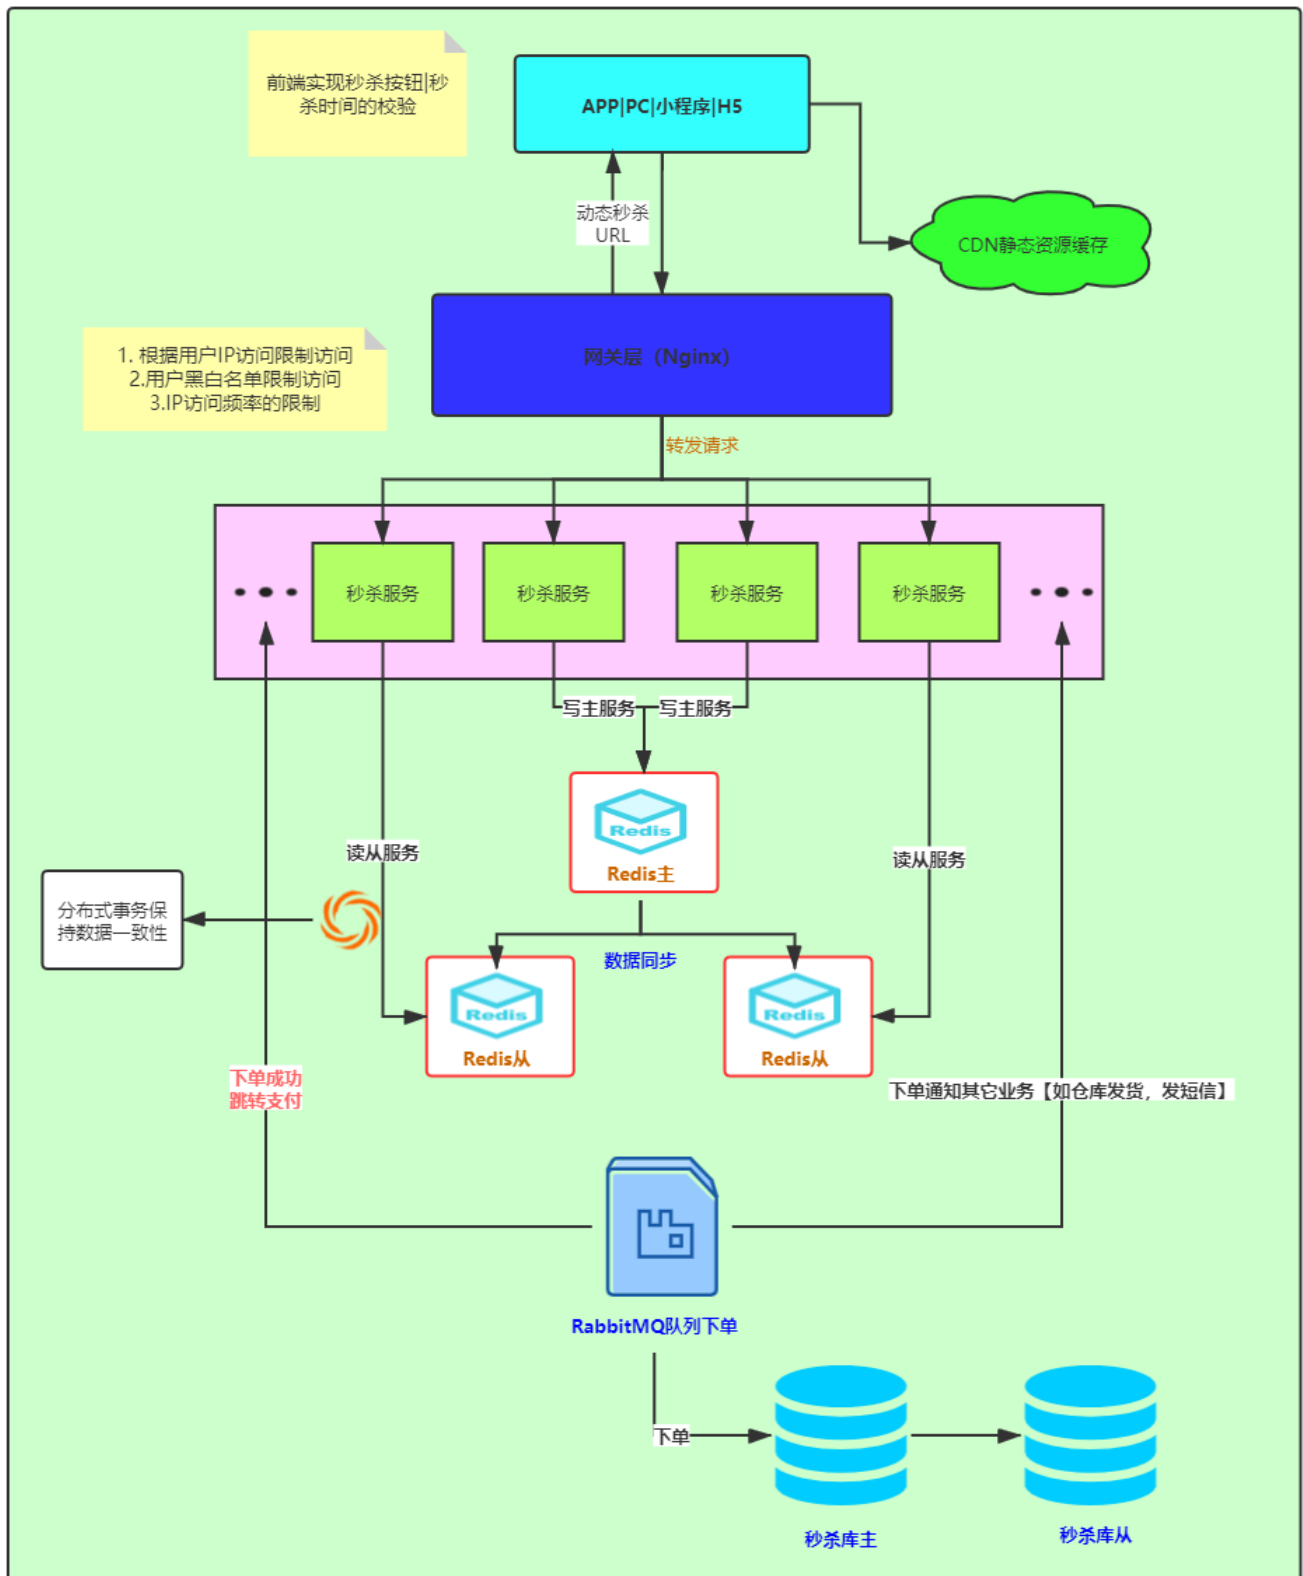 前端实现秒杀按钮|秒
杀时间的校验
APP|PC|小程序|H5
动态秒杀
URL
CDN静态资源缓存
1. 根据用户IP访问限制访问
2.用户黑白名单限制访问
3.IP访问频率的限制
网关层（Nginx）
转发请求
秒杀服务
秒杀服务
秒杀服务
秒杀服务
写主服务
写主服务
Redis
Redis主
读从服务
读从服务
分布式事务保
持数据一致性
数据同步
Redis
Redis从
Redis
Redis从
下单成功
跳转支付
下单通知其它业务【如仓库发货，发短信】
RabbitMQ队列下单
下单
秒杀库主
秒杀库从